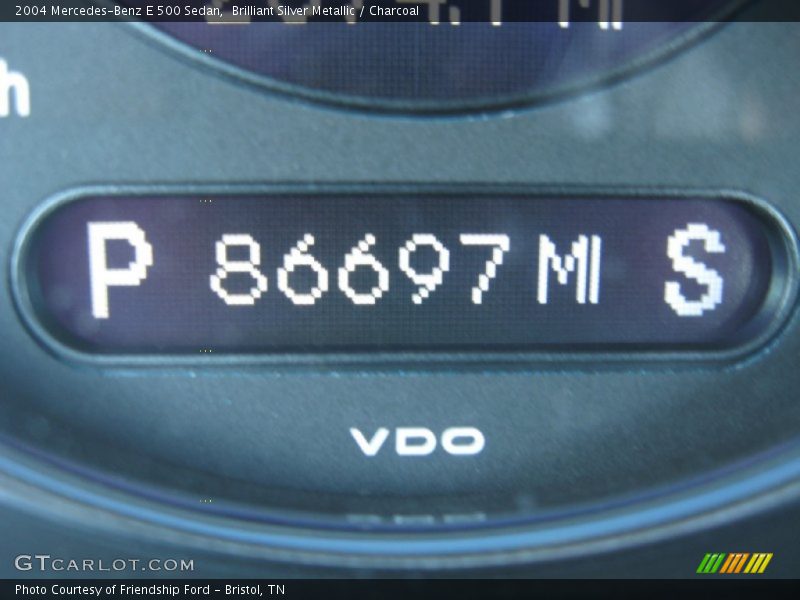 2004 Mercedes-Benz E 500 Sedan,  Brilliant Silver Metallic / Charcoal
MI
h
P 86697 MI S
VDO
GTCARLOT.COM
Photo Courtesy of Friendship Ford - Bristol, TN